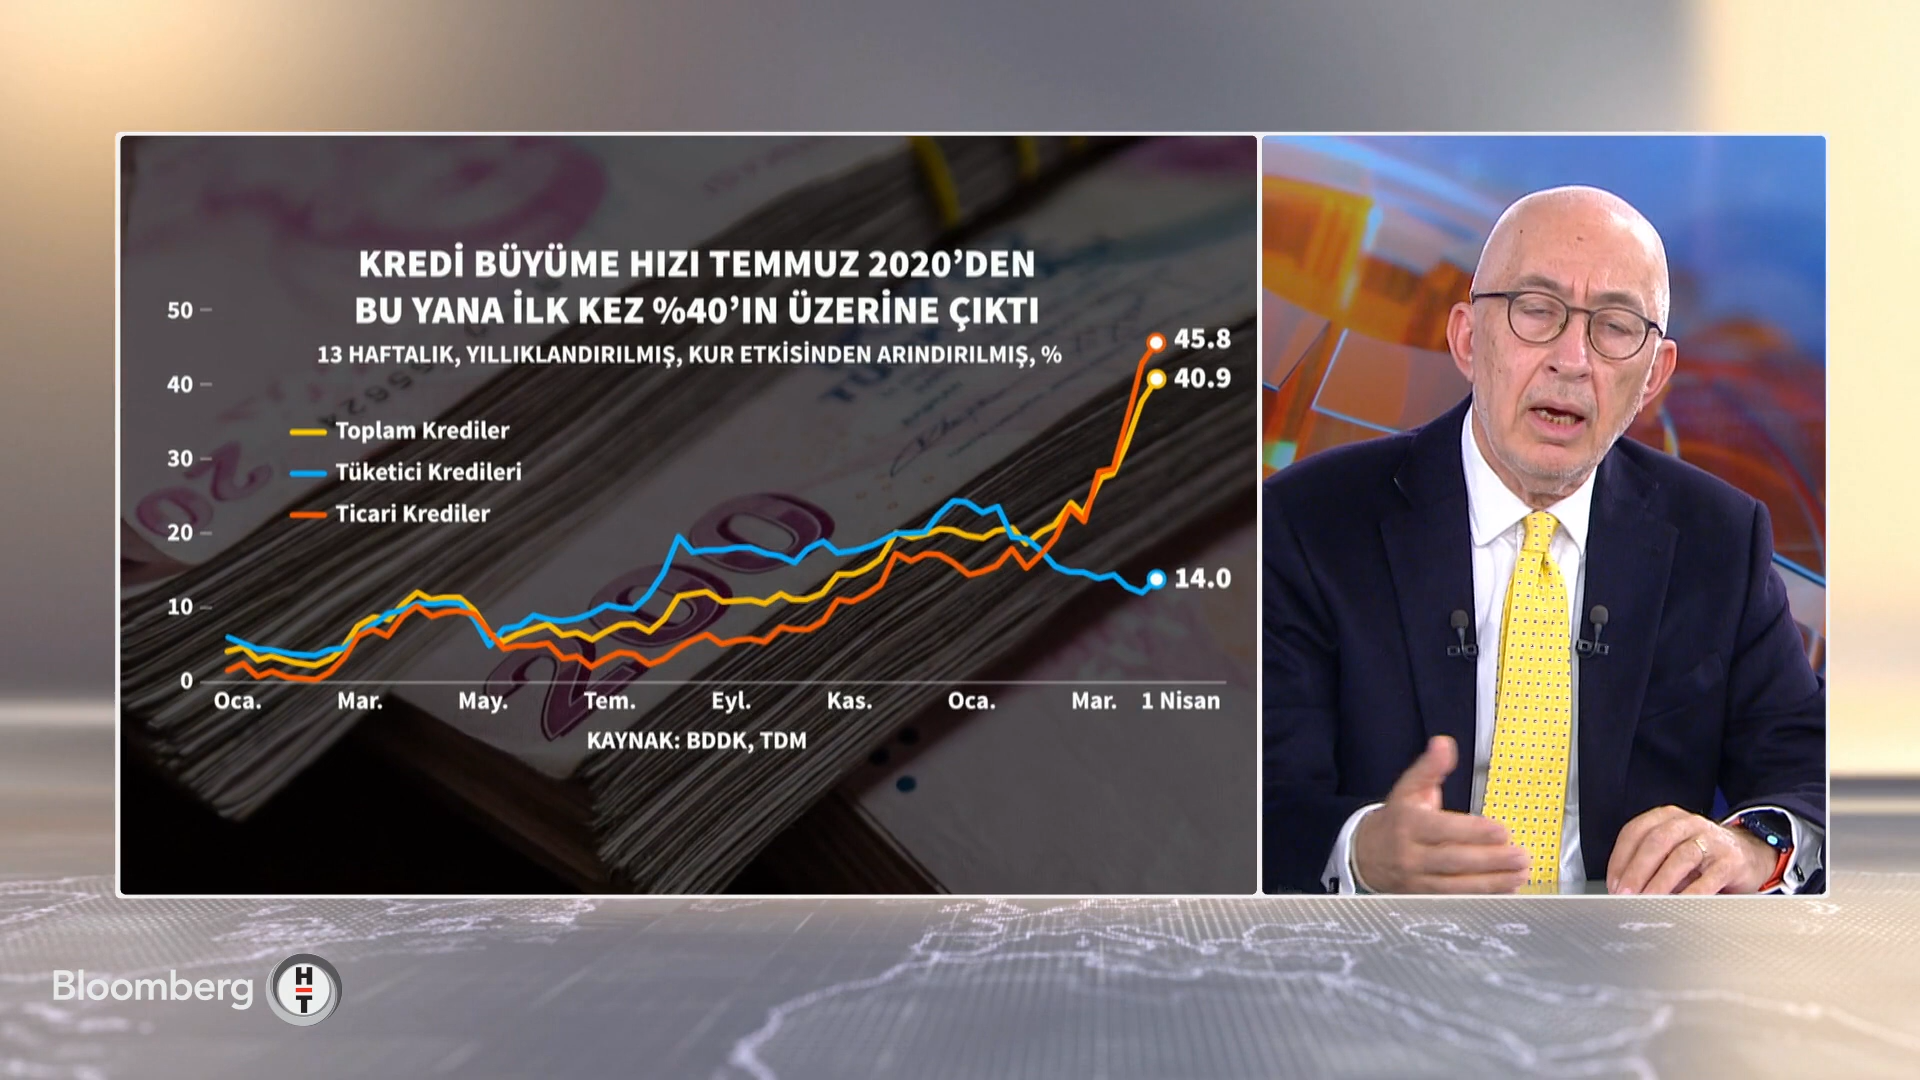 KREDİ BÜYÜME HIZI TEMMUZ 2020’DEN
BU YANA İLK KEZ %40’IN ÜZERİNE ÇIKTI
13 HAFTALIK, YILLIKLANDIRILMIŞ, KUR ETKİSİNDEN ARINDIRILMIŞ, %
50
40
30
20
10
0
Toplam Krediler
Tüketici Kredileri
Ticari Krediler
45.8
40.9
14.0
Oca. Mar. May. Tem. Eyl. Kas. Oca. Mar. 1 Nisan
KAYNAK: BDDK, TDM
200
20
Bloomberg HT